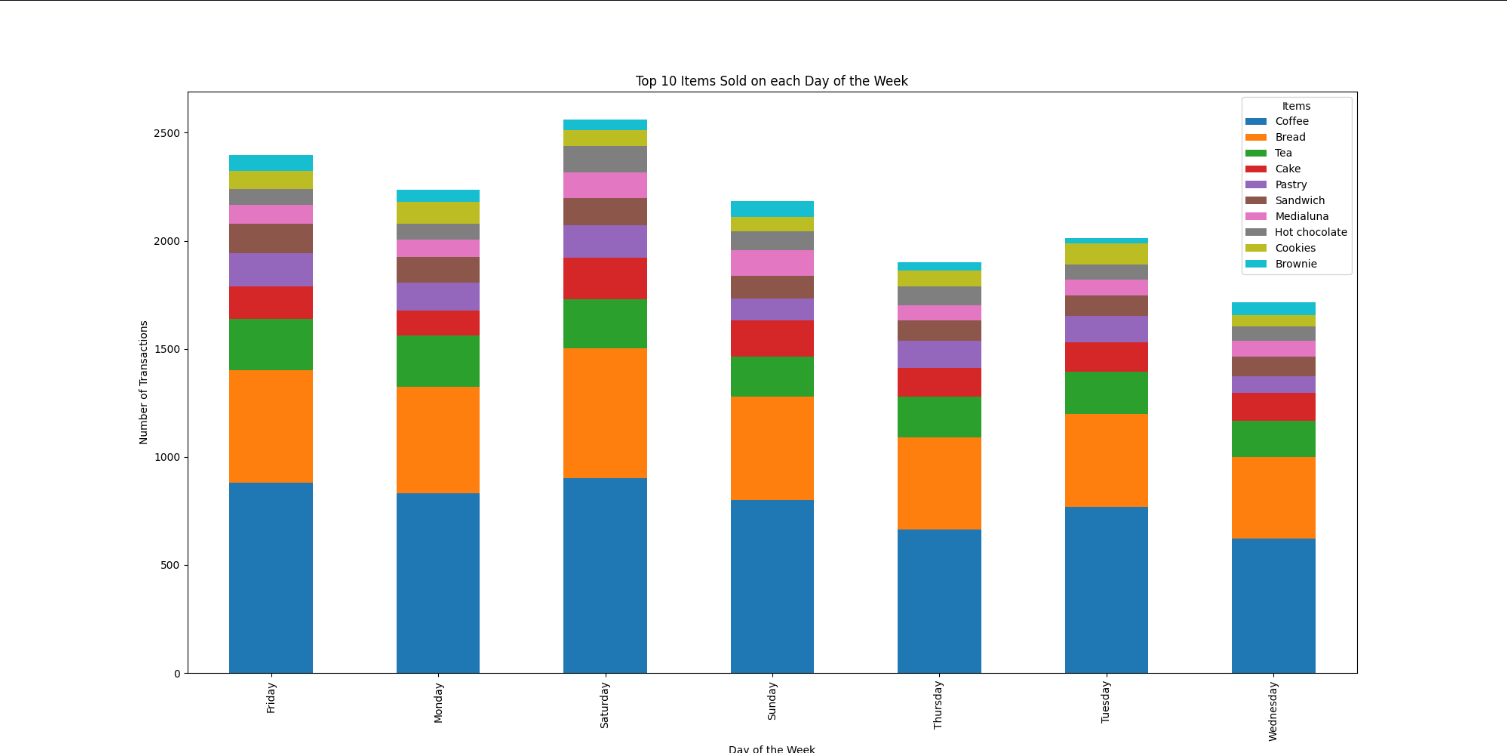 Top 10 Items Sold on each Day of the Week
Number of Transactions
2500
2000
1500
1000
500
0
Items
Coffee
Bread
Tea
Cake
Pastry
Sandwich
Medialuna
Hot chocolate
Cookies
Brownie
Friday
Monday
Saturday
Sunday
Thursday
Tuesday
Wednesday
Day of the Week